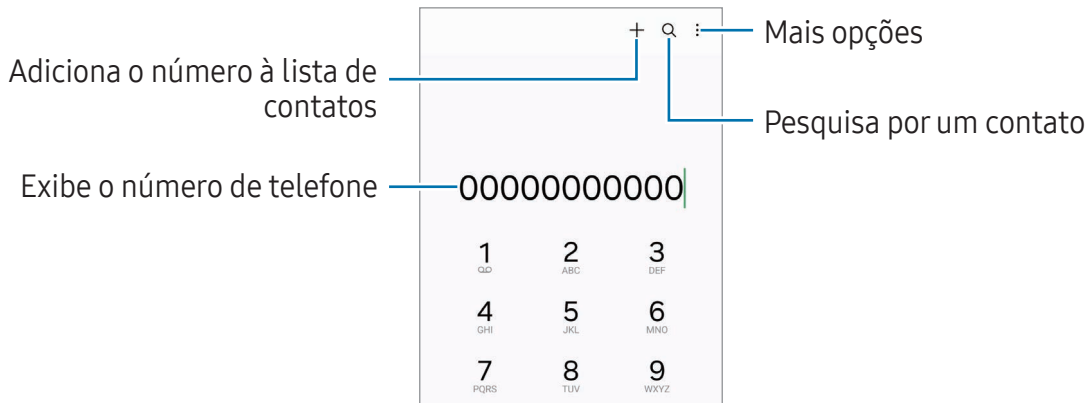 Mais opções
Adiciona o número à lista de
contatos
Pesquisa por um contato
Exibe o número de telefone
00000000000
1 2 3
ABC DEF
4 5 6
GHI JKL MNO
7 8 9
PQRS TUV WXYZ